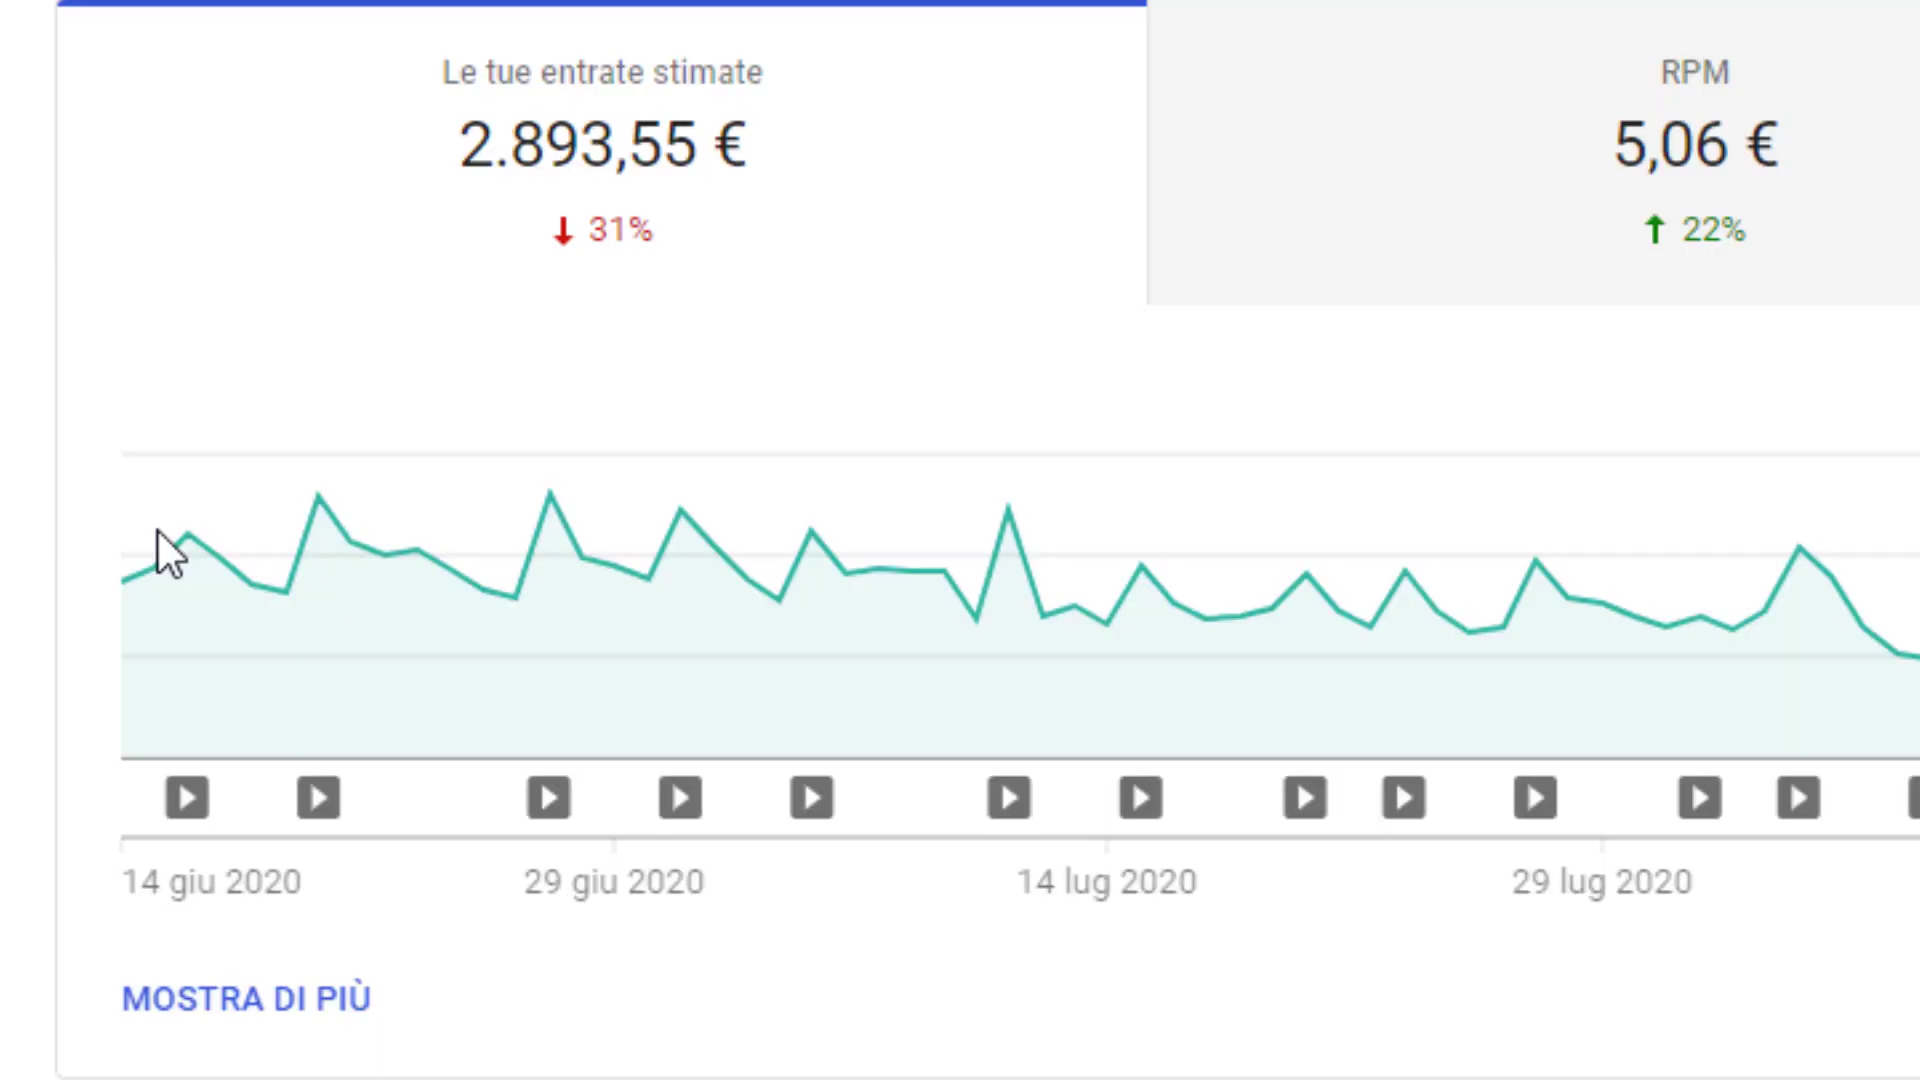 Le tue entrate stimate
2.893,55 €
31%
RPM
5,06 €
22%
14 giu 2020
29 giu 2020
14 lug 2020
29 lug 2020
MOSTRA DI PIÙ